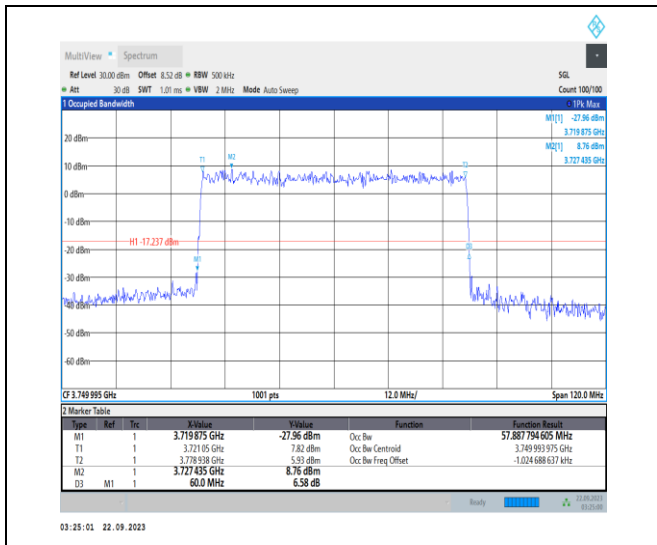 MultiView Spectrum
Ref Level 30.00 dBm Offset 8.52 dB RBW 500 kHz SGL
Att 30 dB SWT 1.01 ms VBW 2 MHz Mode Auto Sweep Count 100/100
1 Occupied Bandwidth 1Pk Max
M1[1] -27.96 dBm
3.719 875 GHz
20 dBm
M2[1] 8.76 dBm
3.727 435 GHz
T1 M2 T2
10 dBm
0 dBm
-10 dBm
H1 -17.237 dBm
-20 dBm
D3
M1
-30 dBm
-40 dBm
-50 dBm
-60 dBm
CF 3.749 995 GHz 1001 pts 12.0 MHz/ Span 120.0 MHz
2 Marker Table
Type Ref Trc X-Value Y-Value Function Function Result
M1 1 3.719 875 GHz -27.96 dBm Occ Bw 57.887 794 605 MHz
T1 1 3.721 05 GHz 7.82 dBm Occ Bw Centroid 3.749 993 975 GHz
T2 1 3.778 938 GHz 5.93 dBm Occ Bw Freq Offset -1.024 688 637 kHz
M2 1 3.727 435 GHz 8.76 dBm
D3 M1 1 60.0 MHz 6.58 dB
Ready 22.09.2023
03:25:00
03:25:01 22.09.2023